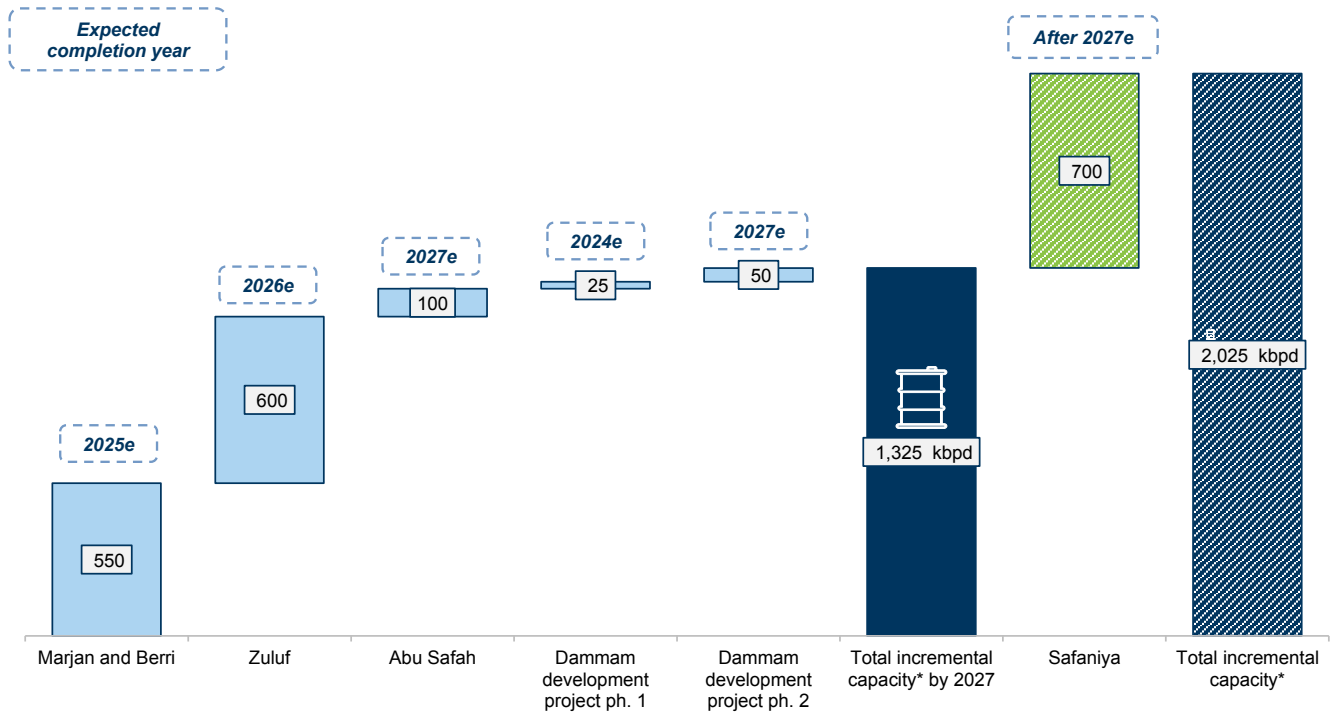 Expected
completion year
After 2027e
700
2024e
2027e
2027e
25
50
2026e
100
2,025 kbpd
600
2025e
1,325 kbpd
550
Marjan and Berri
Zuluf
Abu Safah
Dammam
development
project ph. 1
Dammam
development
project ph. 2
Total incremental
capacity* by 2027
Safaniya
Total incremental
capacity*